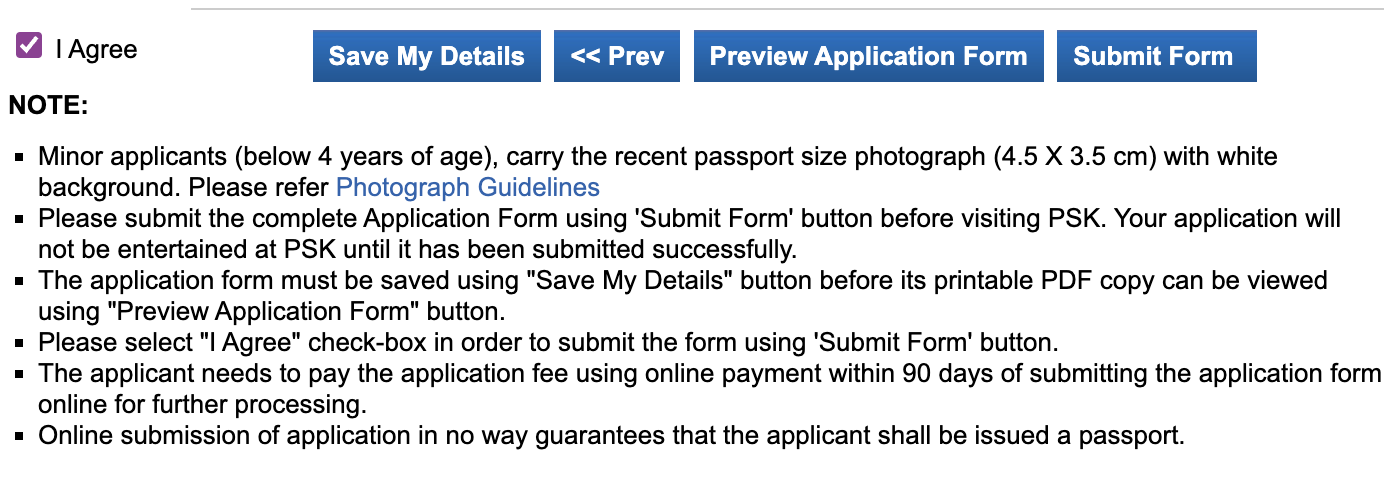 I Agree
Save My Details
<< Prev
Preview Application Form
Submit Form
NOTE:
▪ Minor applicants (below 4 years of age), carry the recent passport size photograph (4.5 X 3.5 cm) with white
background. Please refer Photograph Guidelines
▪ Please submit the complete Application Form using 'Submit Form' button before visiting PSK. Your application will
not be entertained at PSK until it has been submitted successfully.
▪ The application form must be saved using "Save My Details" button before its printable PDF copy can be viewed
using "Preview Application Form" button.
▪ Please select "I Agree" check-box in order to submit the form using 'Submit Form' button.
▪ The applicant needs to pay the application fee using online payment within 90 days of submitting the application form
online for further processing.
▪ Online submission of application in no way guarantees that the applicant shall be issued a passport.